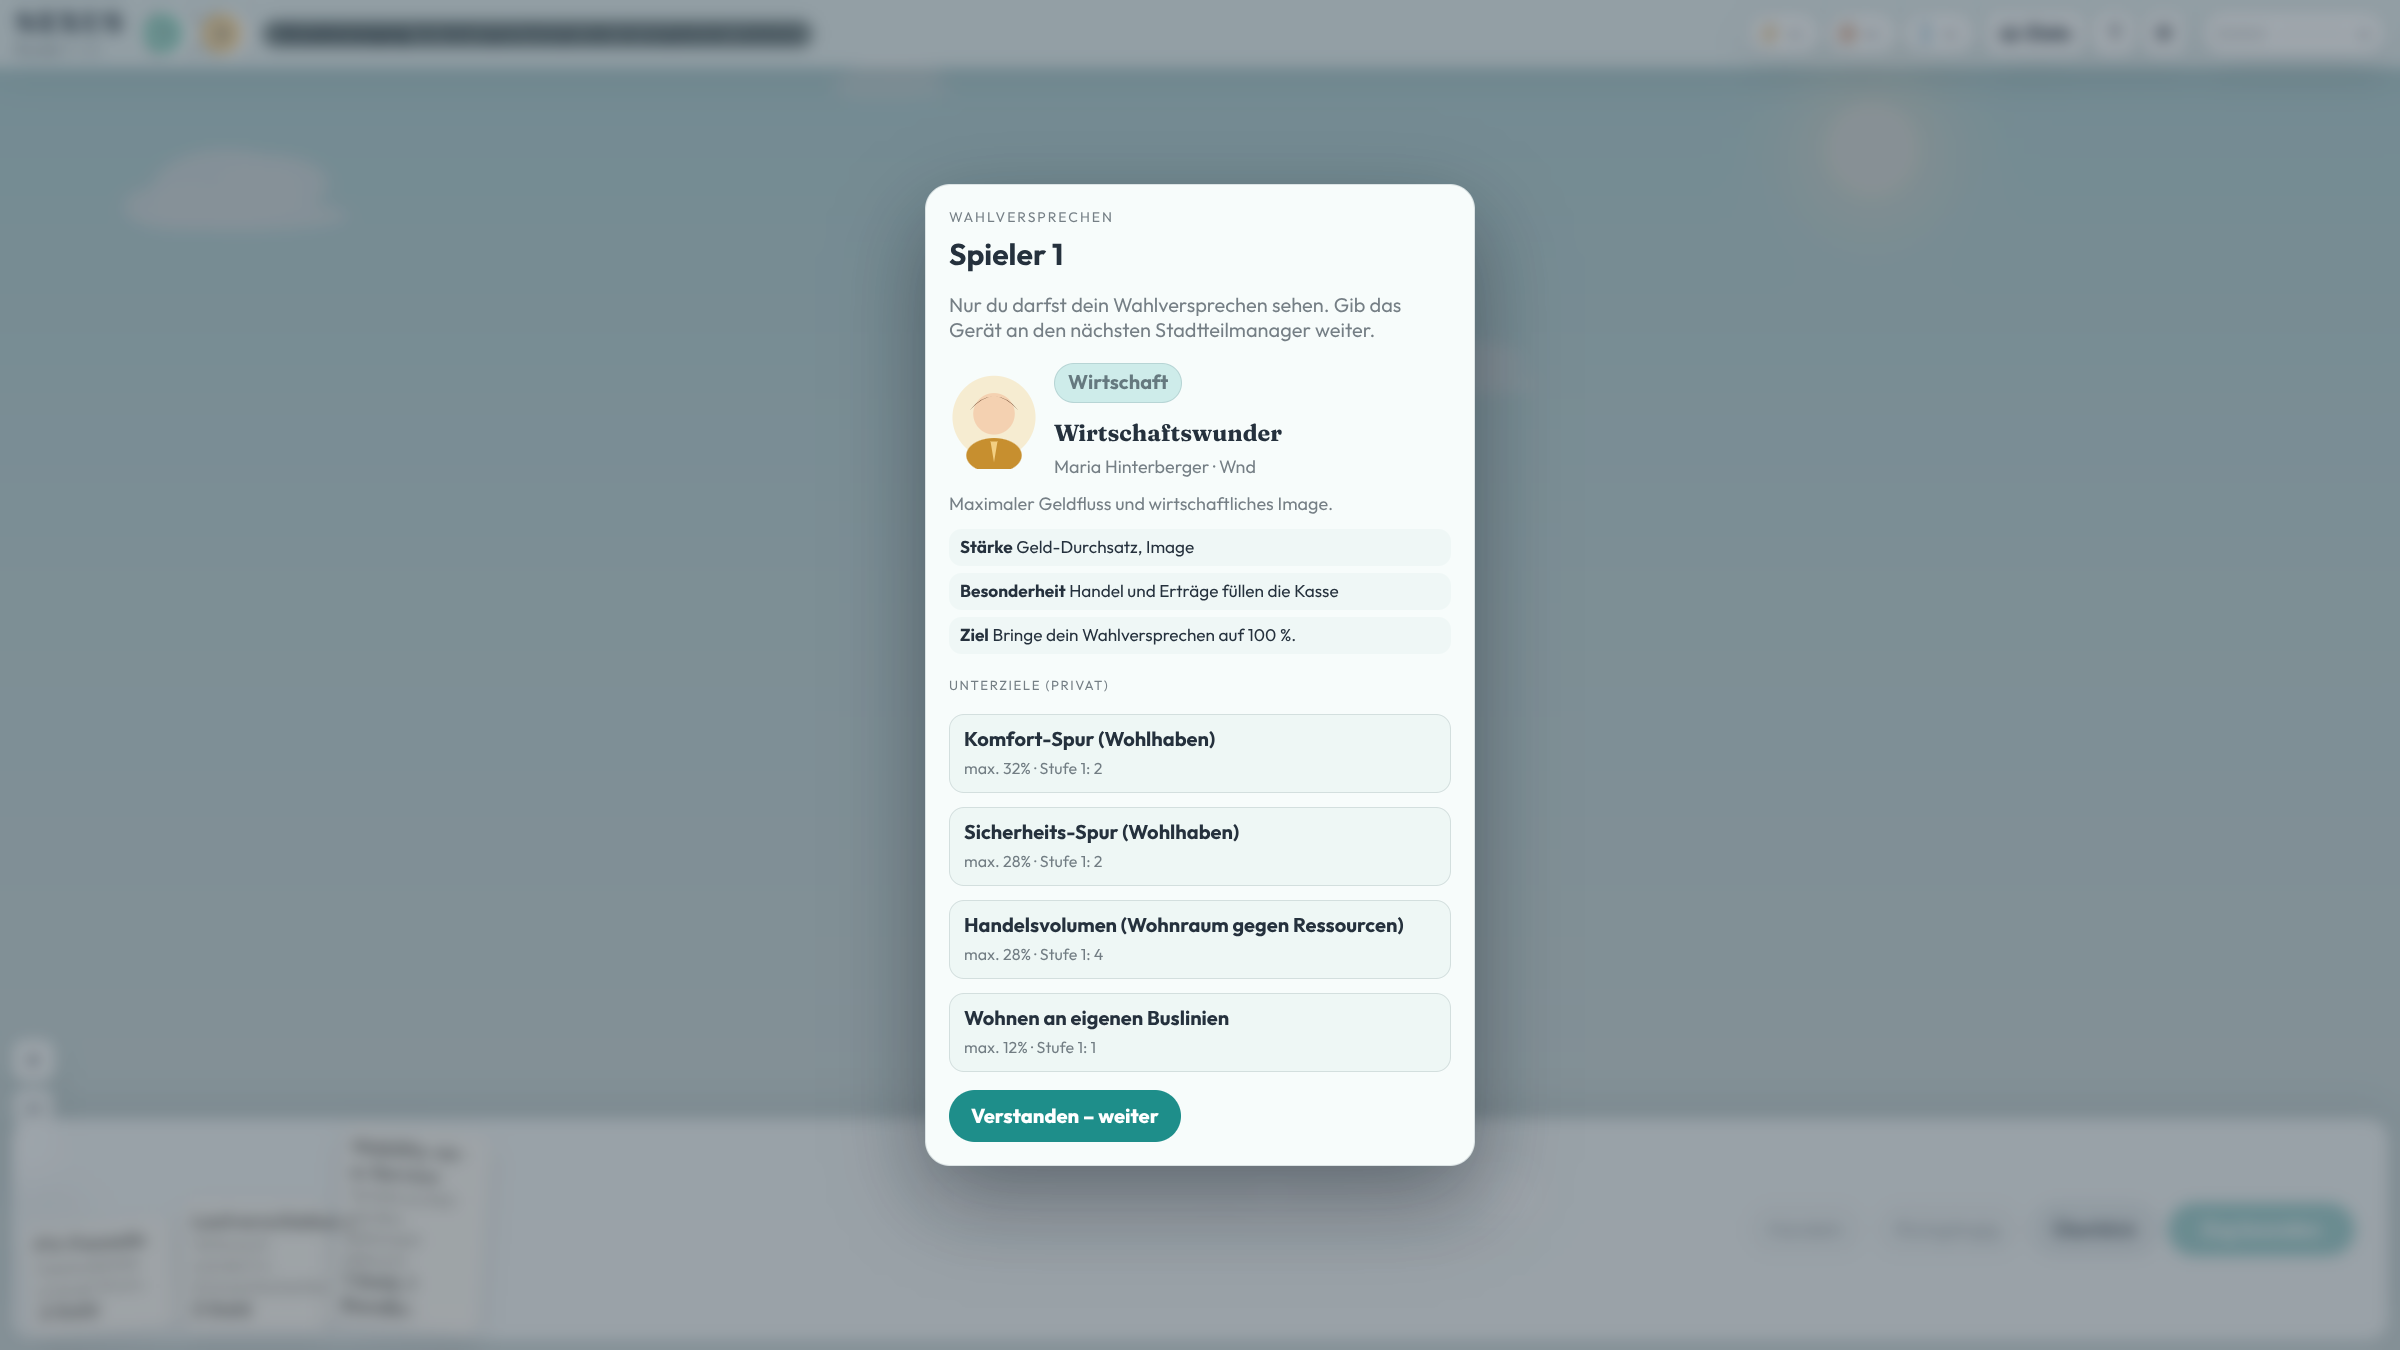 WAHLVERSPRECHEN
Spieler 1
Nur du darfst dein Wahlversprechen sehen. Gib das
Gerät an den nächsten Stadtteilmanager weiter.
Wirtschaft
Wirtschaftswunder
Maria Hinterberger · Wnd
Maximaler Geldfluss und wirtschaftliches Image.
Stärke Geld-Durchsatz, Image
Besonderheit Handel und Erträge füllen die Kasse
Ziel Bringe dein Wahlversprechen auf 100 %.
UNTERZIELE (PRIVAT)
Komfort-Spur (Wohlhaben)
max. 32% · Stufe 1: 2
Sicherheits-Spur (Wohlhaben)
max. 28% · Stufe 1: 2
Handelsvolumen (Wohnraum gegen Ressourcen)
max. 28% · Stufe 1: 4
Wohnen an eigenen Buslinien
max. 12% · Stufe 1: 1
Verstanden – weiter